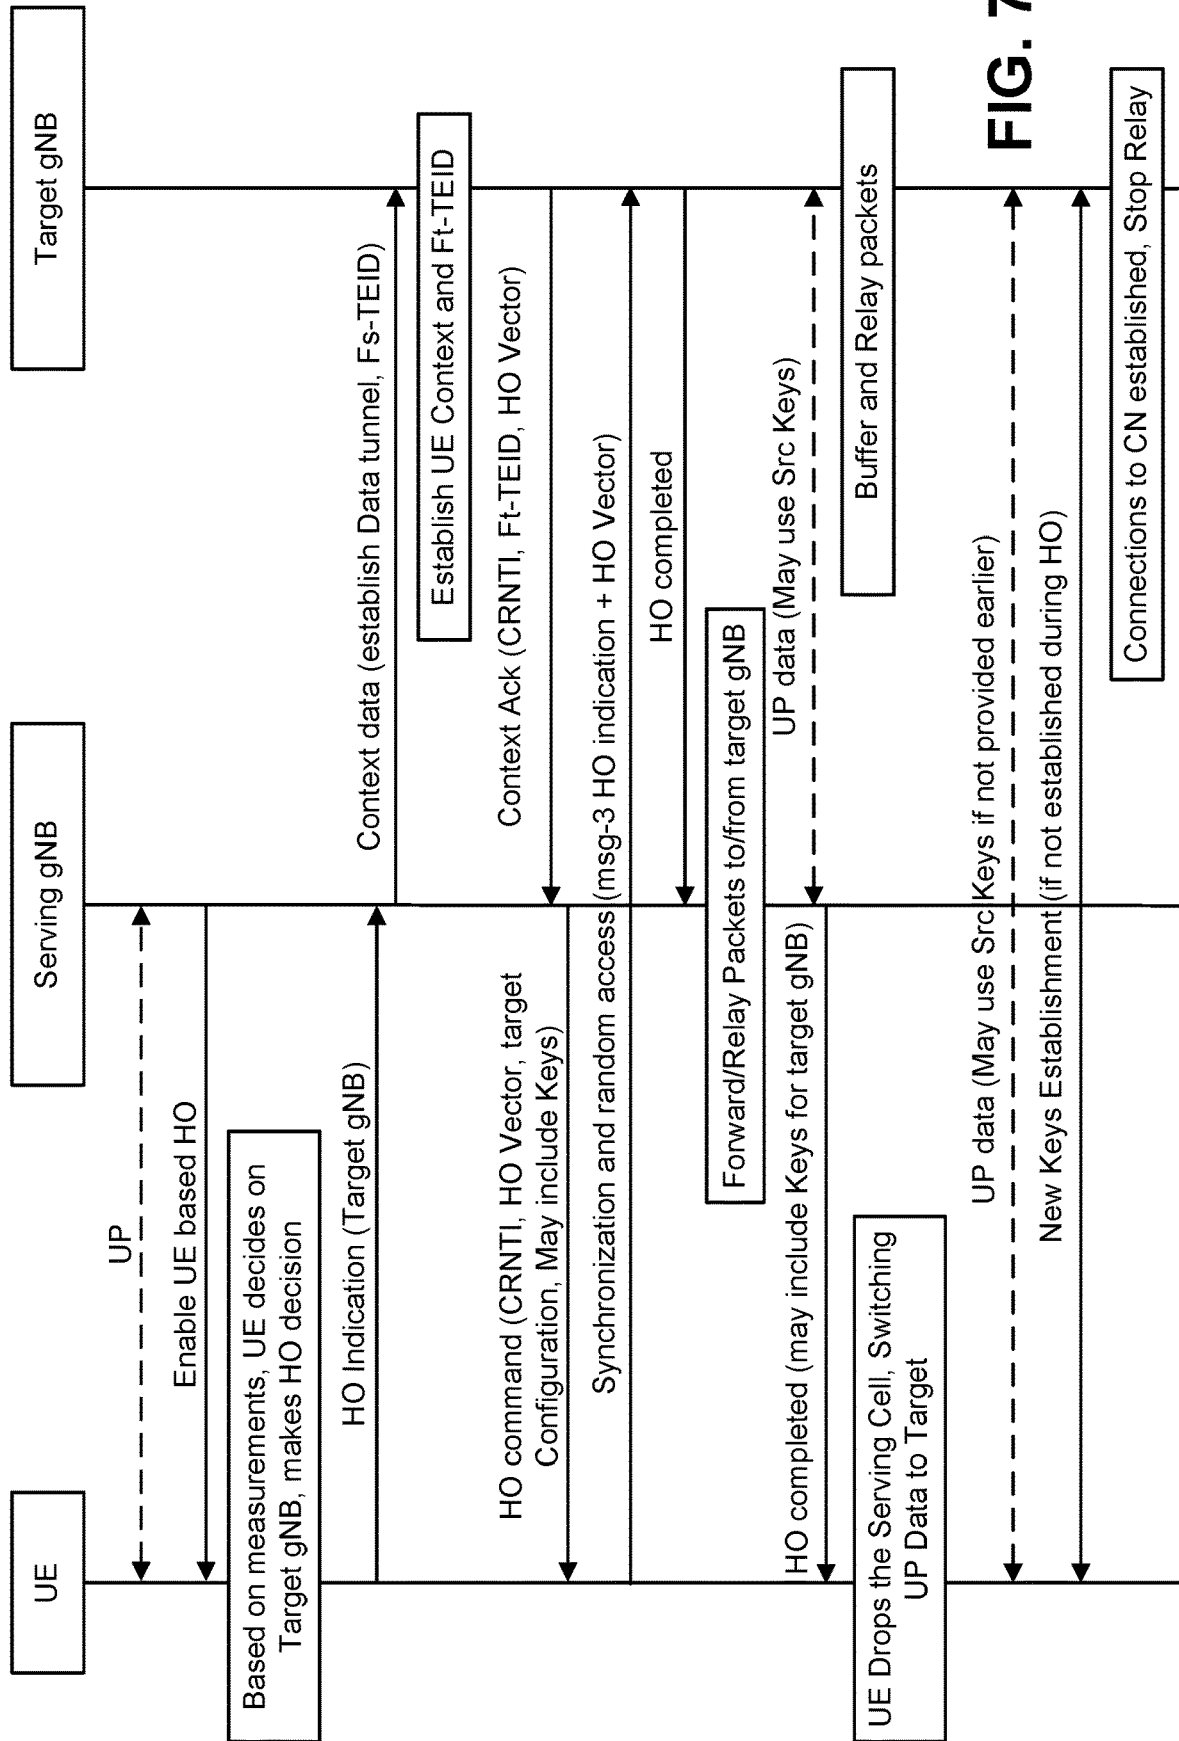 UE
Serving gNB
Target gNB
UP
Enable UE based HO
Based on measurements, UE decides on
Target gNB, makes HO decision
HO Indication (Target gNB)
Context data (establish Data tunnel, Fs-TEID)
Establish UE Context and Ft-TEID
Context Ack (CRNTI, Ft-TEID, HO Vector)
HO command (CRNTI, HO Vector, target
Configuration, May include Keys)
Synchronization and random access (msg-3 HO indication + HO Vector)
HO completed
Forward/Relay Packets to/from target gNB
UP data (May use Src Keys)
HO completed (may include Keys for target gNB)
Buffer and Relay packets
UE Drops the Serving Cell, Switching
UP Data to Target
UP data (May use Src Keys if not provided earlier)
New Keys Establishment (if not established during HO)
Connections to CN established, Stop Relay
FIG. 7